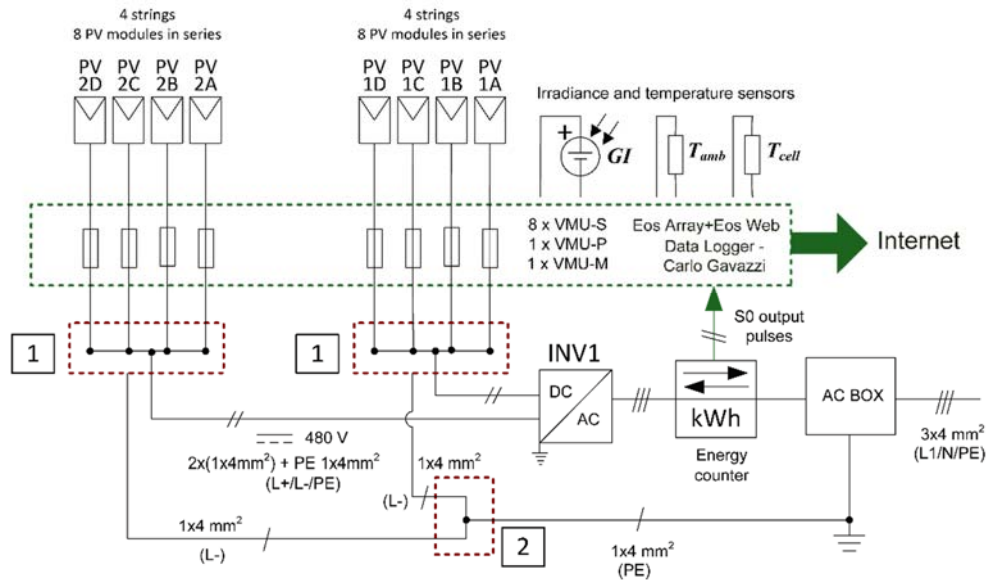 4 strings
8 PV modules in series
4 strings
8 PV modules in series
PV 2D
PV 2C
PV 2B
PV 2A
PV 1D
PV 1C
PV 1B
PV 1A
Irradiance and temperature sensors
+
GI
Tamb
Tcell
8 x VMU-S
1 x VMU-P
1 x VMU-M
Eos Array+Eos Web
Data Logger -
Carlo Gavazzi
Internet
S0 output
pulses
1
1
INV1
DC
AC
kWh
Energy
counter
AC BOX
3x4 mm²
(L1/N/PE)
480 V
2x(1x4mm²) + PE 1x4mm²
(L+/L-/PE)
1x4 mm²
(L-)
1x4 mm²
(L-)
2
1x4 mm²
(PE)